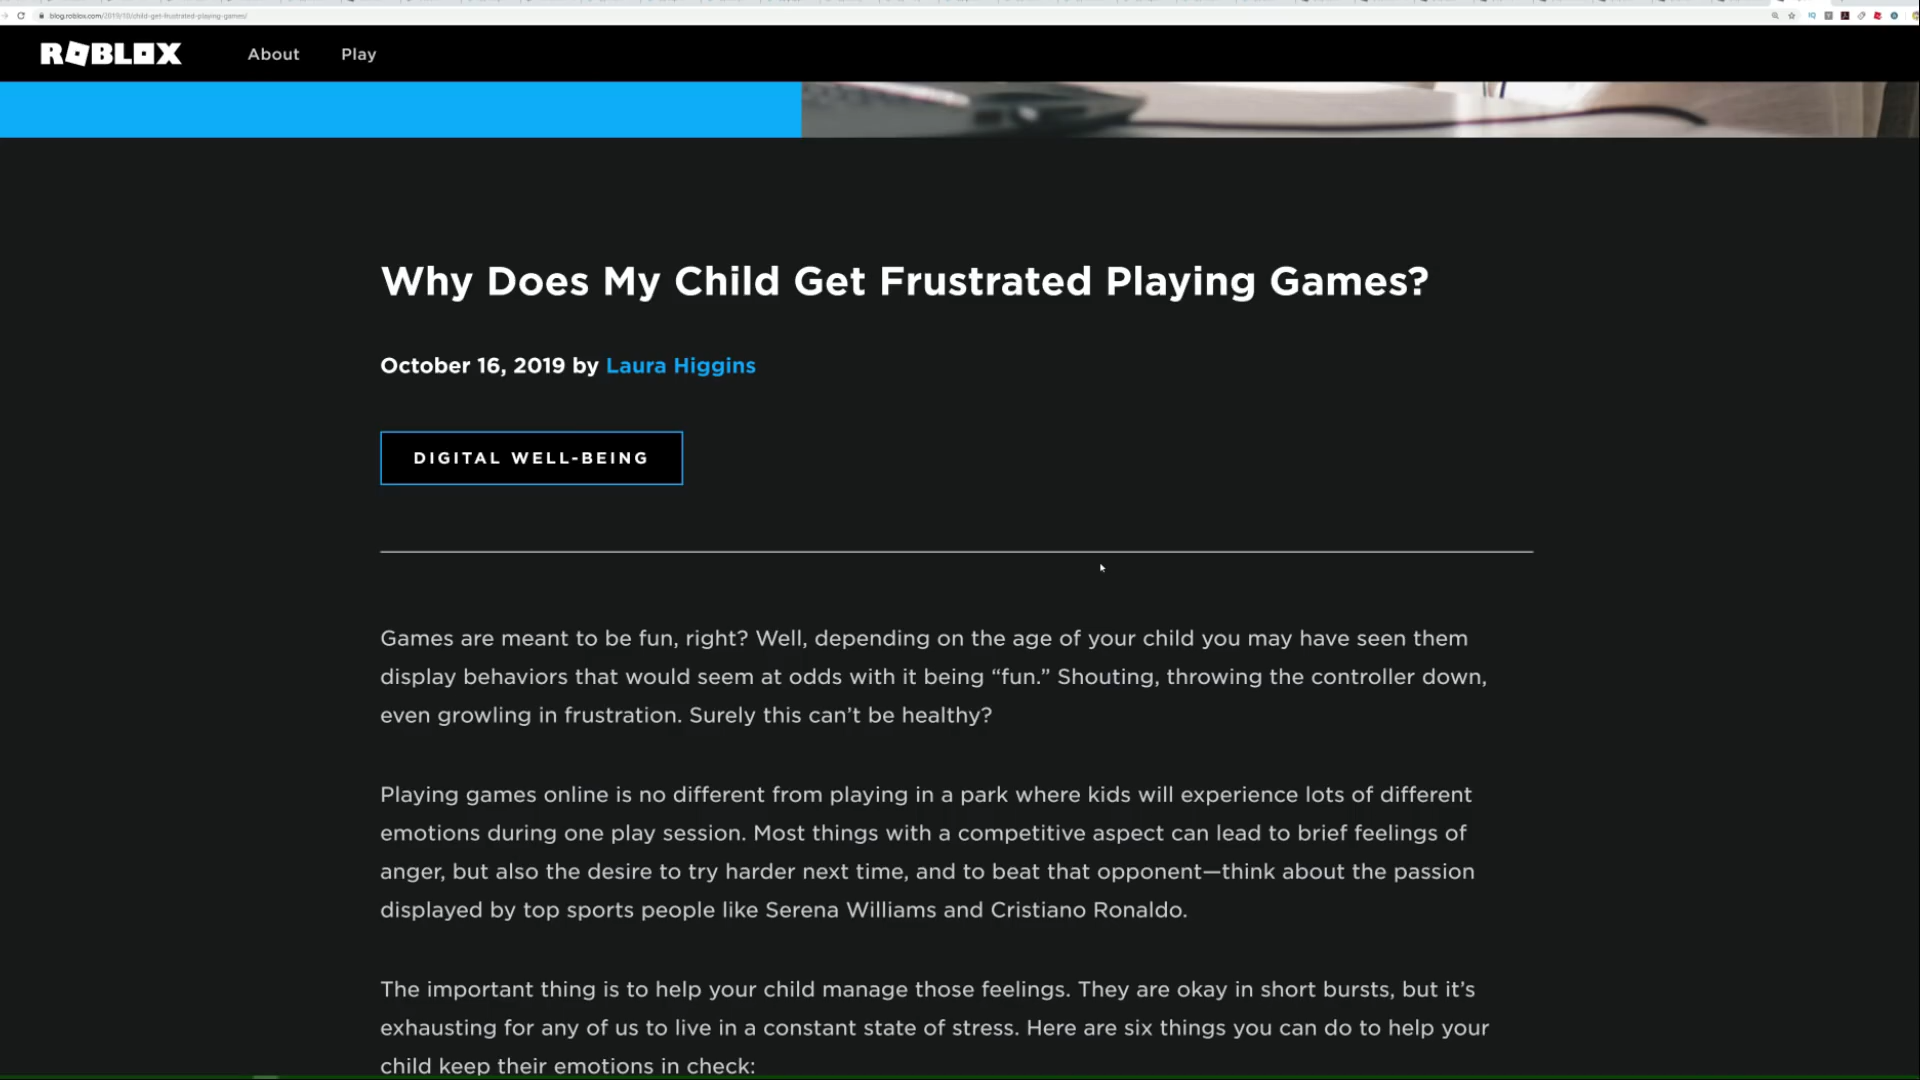 blog.roblox.com/2019/10/child-get-frustrated-playing-games/
ROBLOX
About
Play
Why Does My Child Get Frustrated Playing Games?
October 16, 2019 by Laura Higgins
DIGITAL WELL-BEING
Games are meant to be fun, right? Well, depending on the age of your child you may have seen them
display behaviors that would seem at odds with it being “fun.” Shouting, throwing the controller down,
even growling in frustration. Surely this can’t be healthy?
Playing games online is no different from playing in a park where kids will experience lots of different
emotions during one play session. Most things with a competitive aspect can lead to brief feelings of
anger, but also the desire to try harder next time, and to beat that opponent—think about the passion
displayed by top sports people like Serena Williams and Cristiano Ronaldo.
The important thing is to help your child manage those feelings. They are okay in short bursts, but it’s
exhausting for any of us to live in a constant state of stress. Here are six things you can do to help your
child keep their emotions in check: